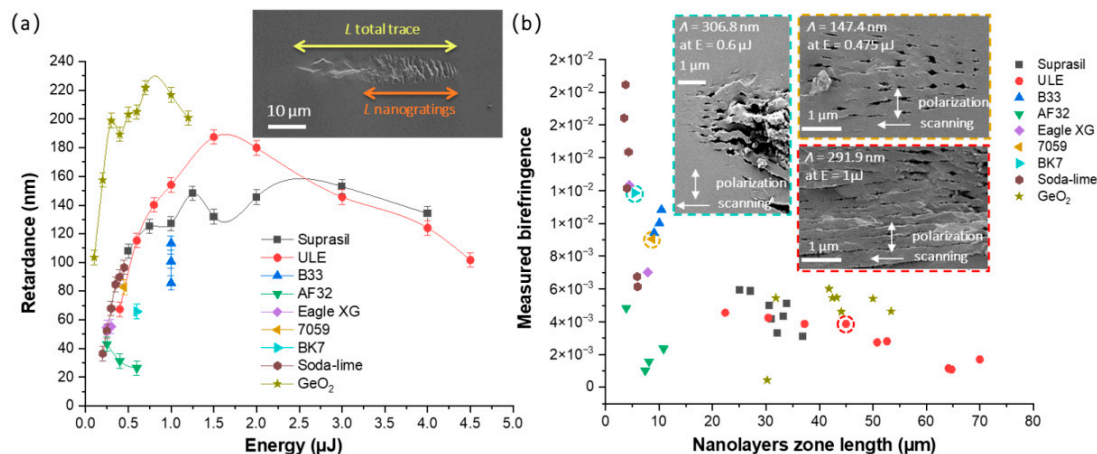 (a)
240
220
200
180
160
140
120
100
80
60
40
20
0
Retardance (nm)
0.0 0.5 1.0 1.5 2.0 2.5 3.0 3.5 4.0 4.5 5.0
Energy (μJ)
L total trace
L nanogratings
10 μm
Suprasil
ULE
B33
AF32
Eagle XG
7059
BK7
Soda-lime
GeO₂
(b)
2×10⁻²
2×10⁻²
2×10⁻²
1×10⁻²
1×10⁻²
8×10⁻³
6×10⁻³
4×10⁻³
2×10⁻³
0
Measured birefringence
0 10 20 30 40 50 60 70 80
Nanolayers zone length (μm)
Λ = 306.8 nm
at E = 0.6 μJ
1 μm
polarization
scanning
Λ = 147.4 nm
at E = 0.475 μJ
polarization
1 μm
scanning
Λ = 291.9 nm
at E = 1μJ
polarization
1 μm
scanning
Suprasil
ULE
B33
AF32
Eagle XG
7059
BK7
Soda-lime
GeO₂